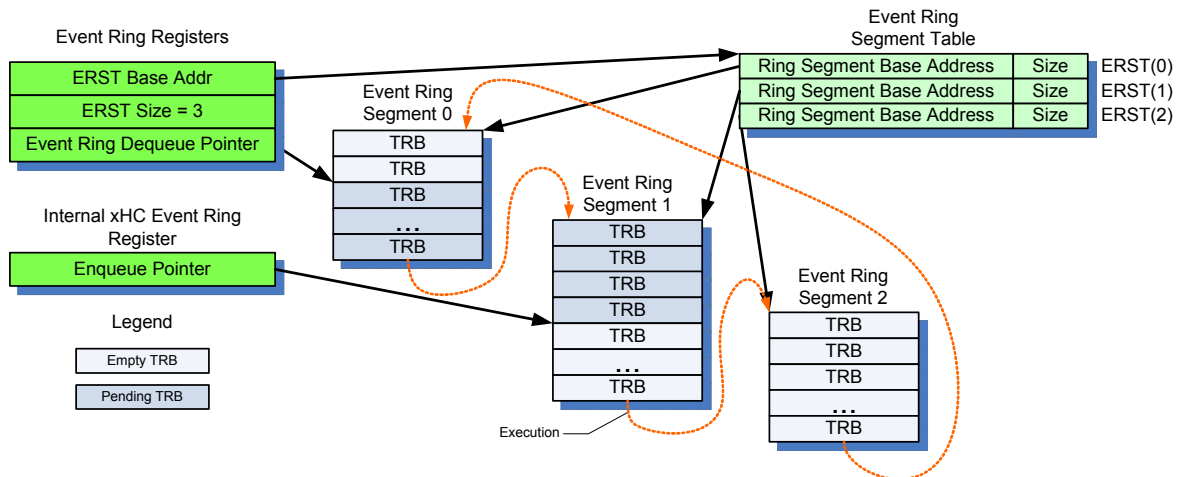 Event Ring Registers
ERST Base Addr
ERST Size = 3
Event Ring Dequeue Pointer
Internal xHC Event Ring
Register
Enqueue Pointer
Legend
Empty TRB
Pending TRB
Event Ring
Segment 0
TRB
TRB
TRB
...
TRB
Event Ring
Segment 1
TRB
TRB
TRB
TRB
TRB
...
TRB
Execution
Event Ring
Segment Table
Ring Segment Base Address Size ERST(0)
Ring Segment Base Address Size ERST(1)
Ring Segment Base Address Size ERST(2)
Event Ring
Segment 2
TRB
TRB
TRB
...
TRB